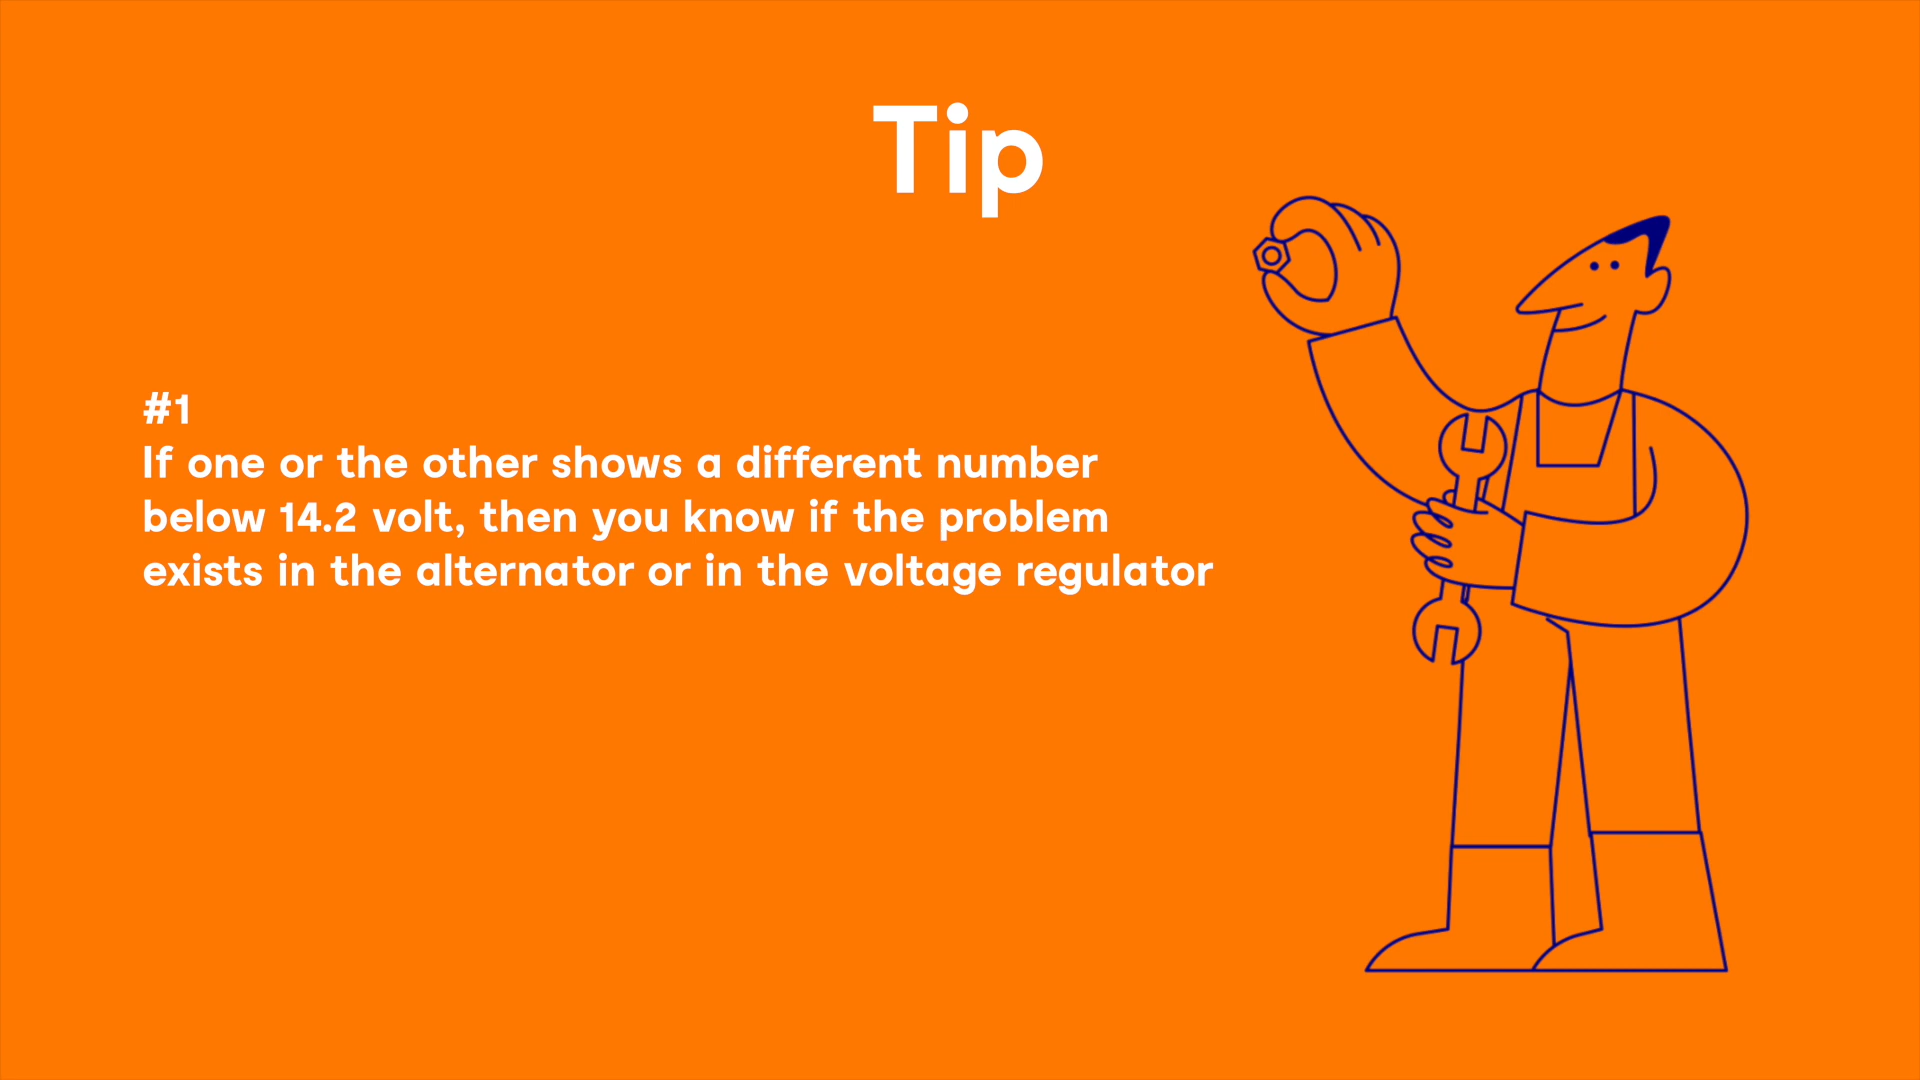 Tip
#1
If one or the other shows a different number
below 14.2 volt, then you know if the problem
exists in the alternator or in the voltage regulator